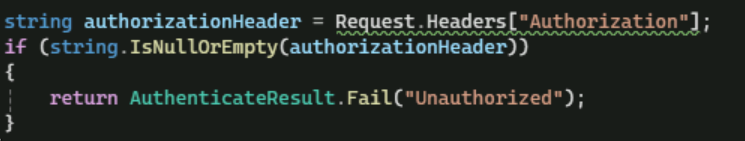 string authorizationHeader = Request.Headers["Authorization"];
if (string.IsNullOrEmpty(authorizationHeader))
{
    return AuthenticateResult.Fail("Unauthorized");
}